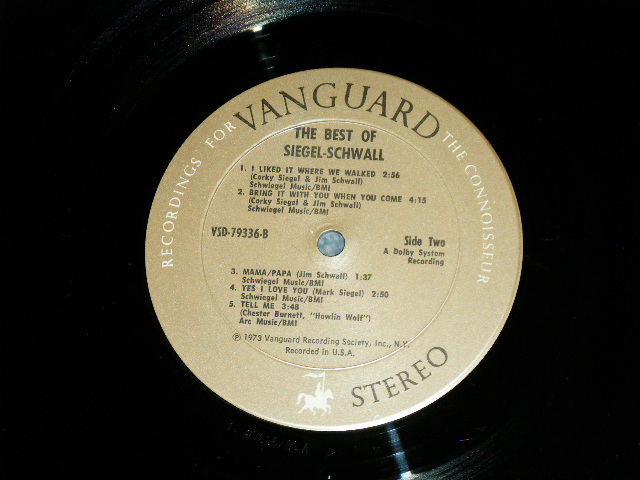 RECORDINGS FOR VANGUARD THE CONNOISSEUR
THE BEST OF
SIEGEL-SCHWALL
1. I LIKED IT WHERE WE WALKED 2:56
(Corky Siegel & Jim Schwall)
Schwiegel Music/BMI
2. BRING IT WITH YOU WHEN YOU COME 4:15
(Corky Siegel & Jim Schwall)
Schwiegel Music/BMI
VSD-79336-B
Side Two
A Dolby System
Recording
3. MAMA/PAPA (Jim Schwall) 1:37
Schwiegel Music/BMI
4. YES I LOVE YOU (Mark Siegel) 2:50
Schwiegel Music/BMI
5. TELL ME 3:48
(Chester Burnett, "Howlin Wolf")
Arc Music/BMI
℗ 1973 Vanguard Recording Society, Inc., N.Y.
Recorded in U.S.A.
STEREO